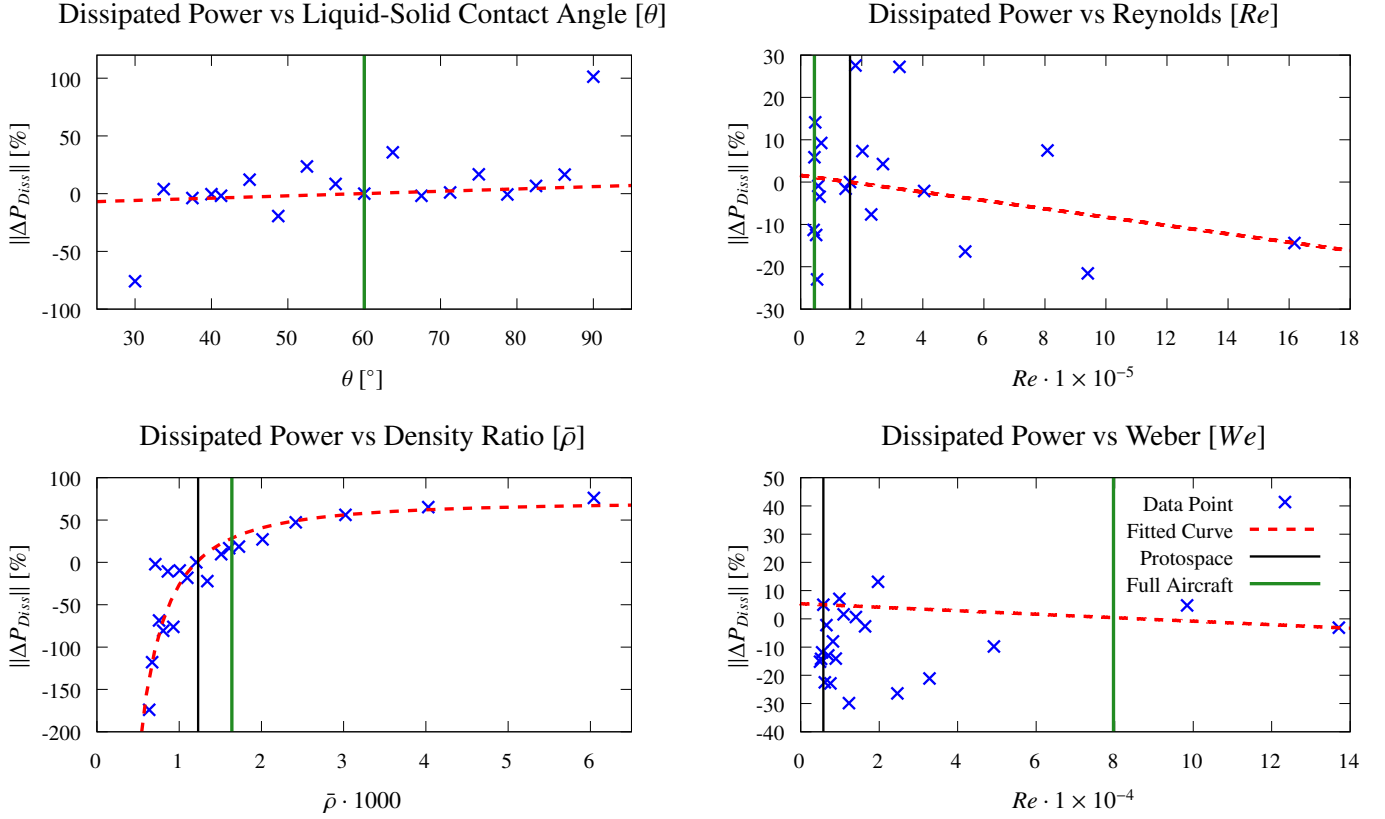 Dissipated Power vs Liquid-Solid Contact Angle [θ]
||ΔP_Diss|| [%]
100
50
0
-50
-100
30 40 50 60 70 80 90
θ [°]
Dissipated Power vs Reynolds [Re]
||ΔP_Diss|| [%]
30
20
10
0
-10
-20
-30
0 2 4 6 8 10 12 14 16 18
Re · 1 × 10⁻⁵
Dissipated Power vs Density Ratio [ρ̄]
||ΔP_Diss|| [%]
100
50
0
-50
-100
-150
-200
0 1 2 3 4 5 6
ρ̄ · 1000
Dissipated Power vs Weber [We]
||ΔP_Diss|| [%]
50
40
30
20
10
0
-10
-20
-30
-40
0 2 4 6 8 10 12 14
Re · 1 × 10⁻⁴
Data Point
Fitted Curve
Protospace
Full Aircraft